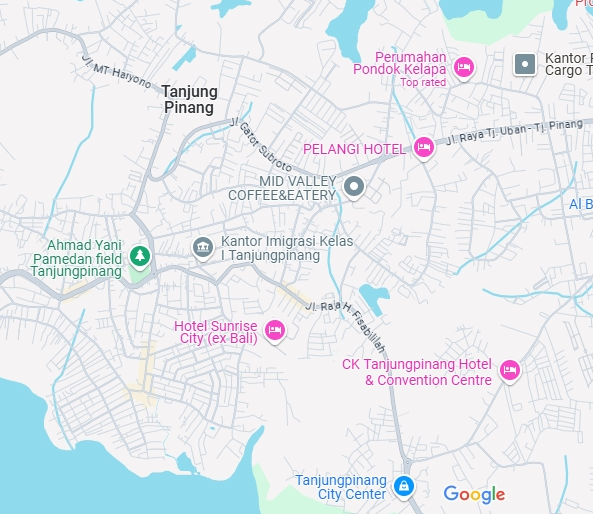 Perumahan
Pondok Kelapa
Top rated
Kantor P
Cargo T
Jl. MT Haryono
Tanjung
Pinang
Jl. Gator Subroto
Jl. Raya Tj. Uban - Tj. Pinang
PELANGI HOTEL
MID VALLEY
COFFEE&EATERY
Al B
Ahmad Yani
Pamedan field
Tanjungpinang
Kantor Imigrasi Kelas
I Tanjungpinang
Jl. Raja H. Fisabilillah
Hotel Sunrise
City (ex Bali)
CK Tanjungpinang Hotel
& Convention Centre
Tanjungpinang
City Center
Google